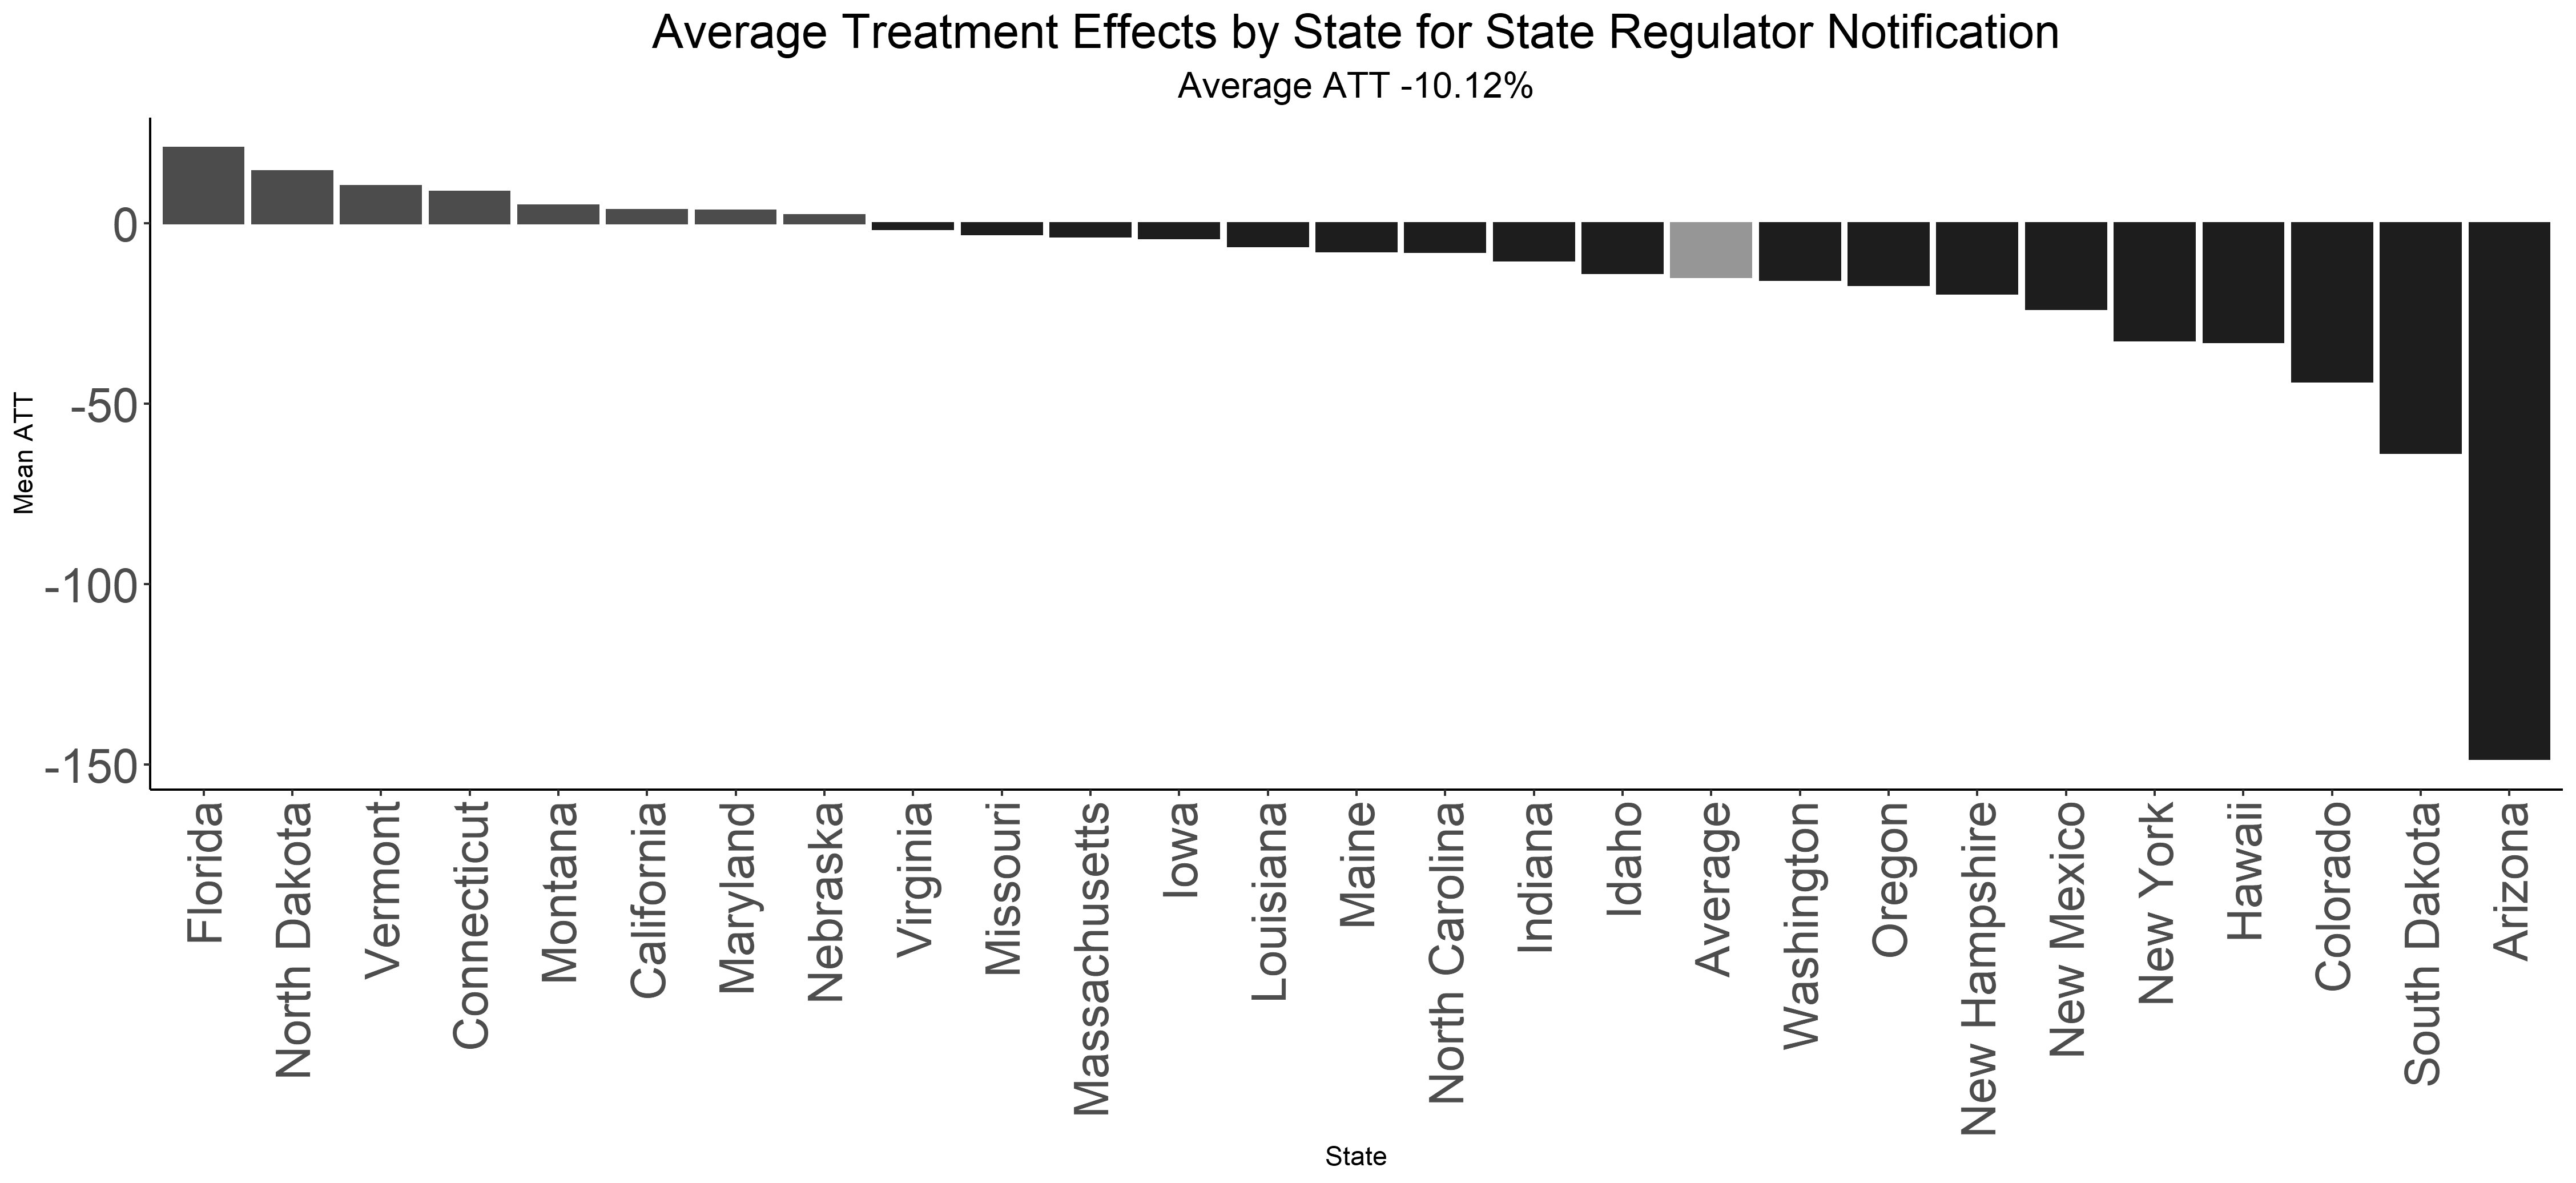 Average Treatment Effects by State for State Regulator Notification
Average ATT -10.12%
Mean ATT
0
-50
-100
-150
Florida
North Dakota
Vermont
Connecticut
Montana
California
Maryland
Nebraska
Virginia
Missouri
Massachusetts
Iowa
Louisiana
Maine
North Carolina
Indiana
Idaho
Average
Washington
Oregon
New Hampshire
New Mexico
New York
Hawaii
Colorado
South Dakota
Arizona
State